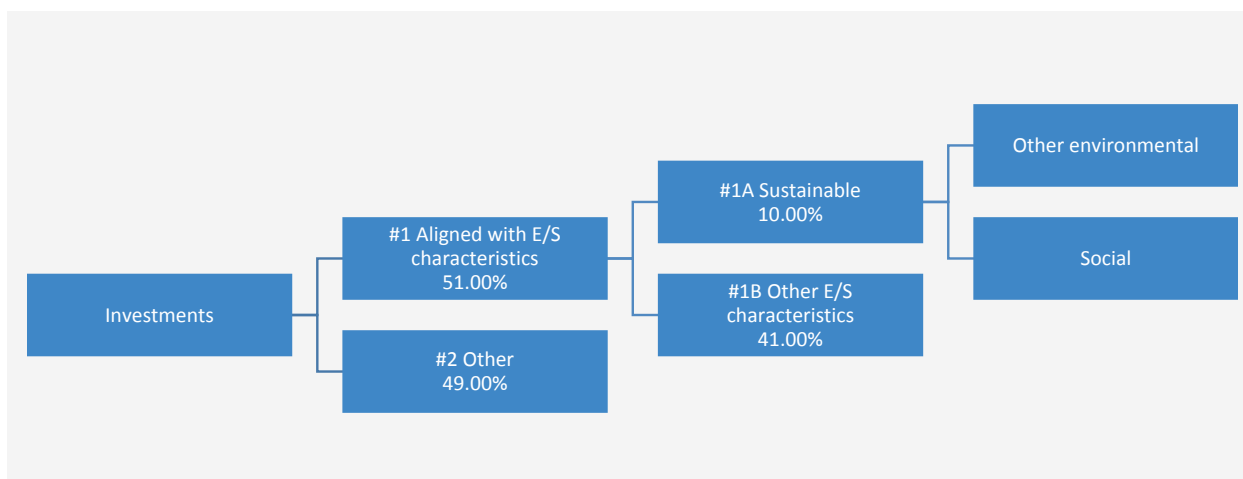 Investments
#1 Aligned with E/S
characteristics
51.00%
#2 Other
49.00%
#1A Sustainable
10.00%
#1B Other E/S
characteristics
41.00%
Other environmental
Social